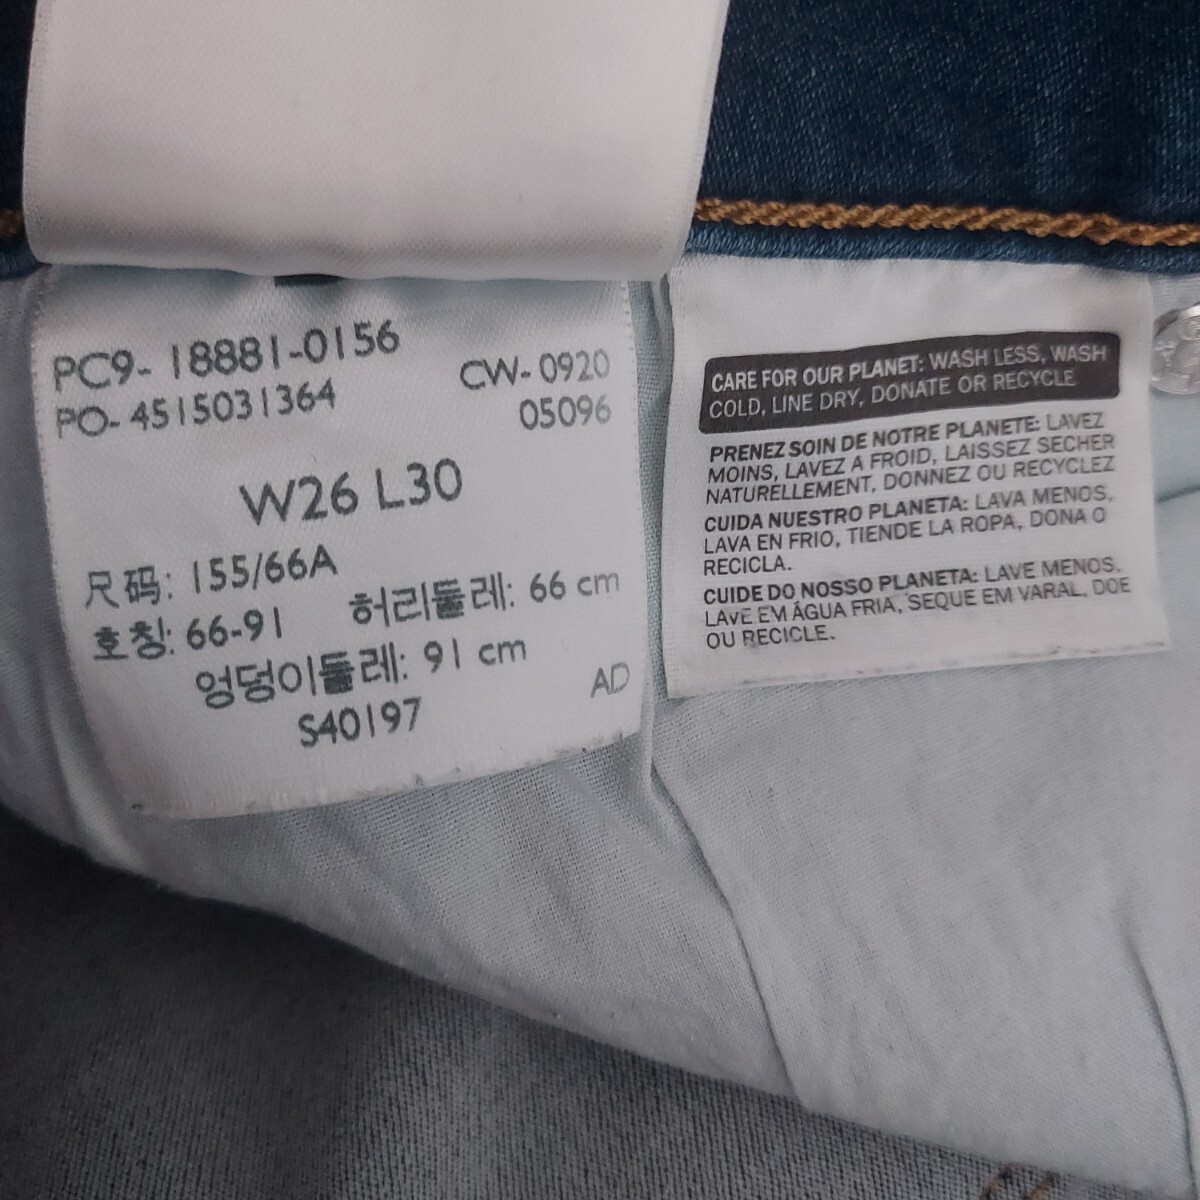 PC9- 18881-0156
PO- 4515031364
CW- 0920
05096
W26 L30
尺码: 155/66A
호칭: 66-91 허리둘레: 66 cm
엉덩이둘레: 91 cm
S40197
AD
CARE FOR OUR PLANET: WASH LESS, WASH
COLD, LINE DRY, DONATE OR RECYCLE
PRENEZ SOIN DE NOTRE PLANETE: LAVEZ
MOINS, LAVEZ A FROID, LAISSEZ SECHER
NATURELLEMENT, DONNEZ OU RECYCLEZ
CUIDA NUESTRO PLANETA: LAVA MENOS,
LAVA EN FRIO, TIENDE LA ROPA, DONA O
RECICLA.
CUIDE DO NOSSO PLANETA: LAVE MENOS.
LAVE EM ÁGUA FRIA, SEQUE EM VARAL, DOE
OU RECICLE.